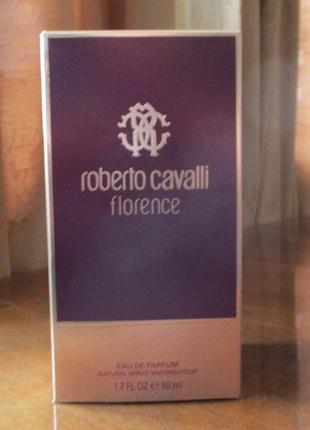 roberto cavalli
florence
EAU DE PARFUM
NATURAL SPRAY VAPORISATEUR
1.7 FL OZ ℮ 50 ml